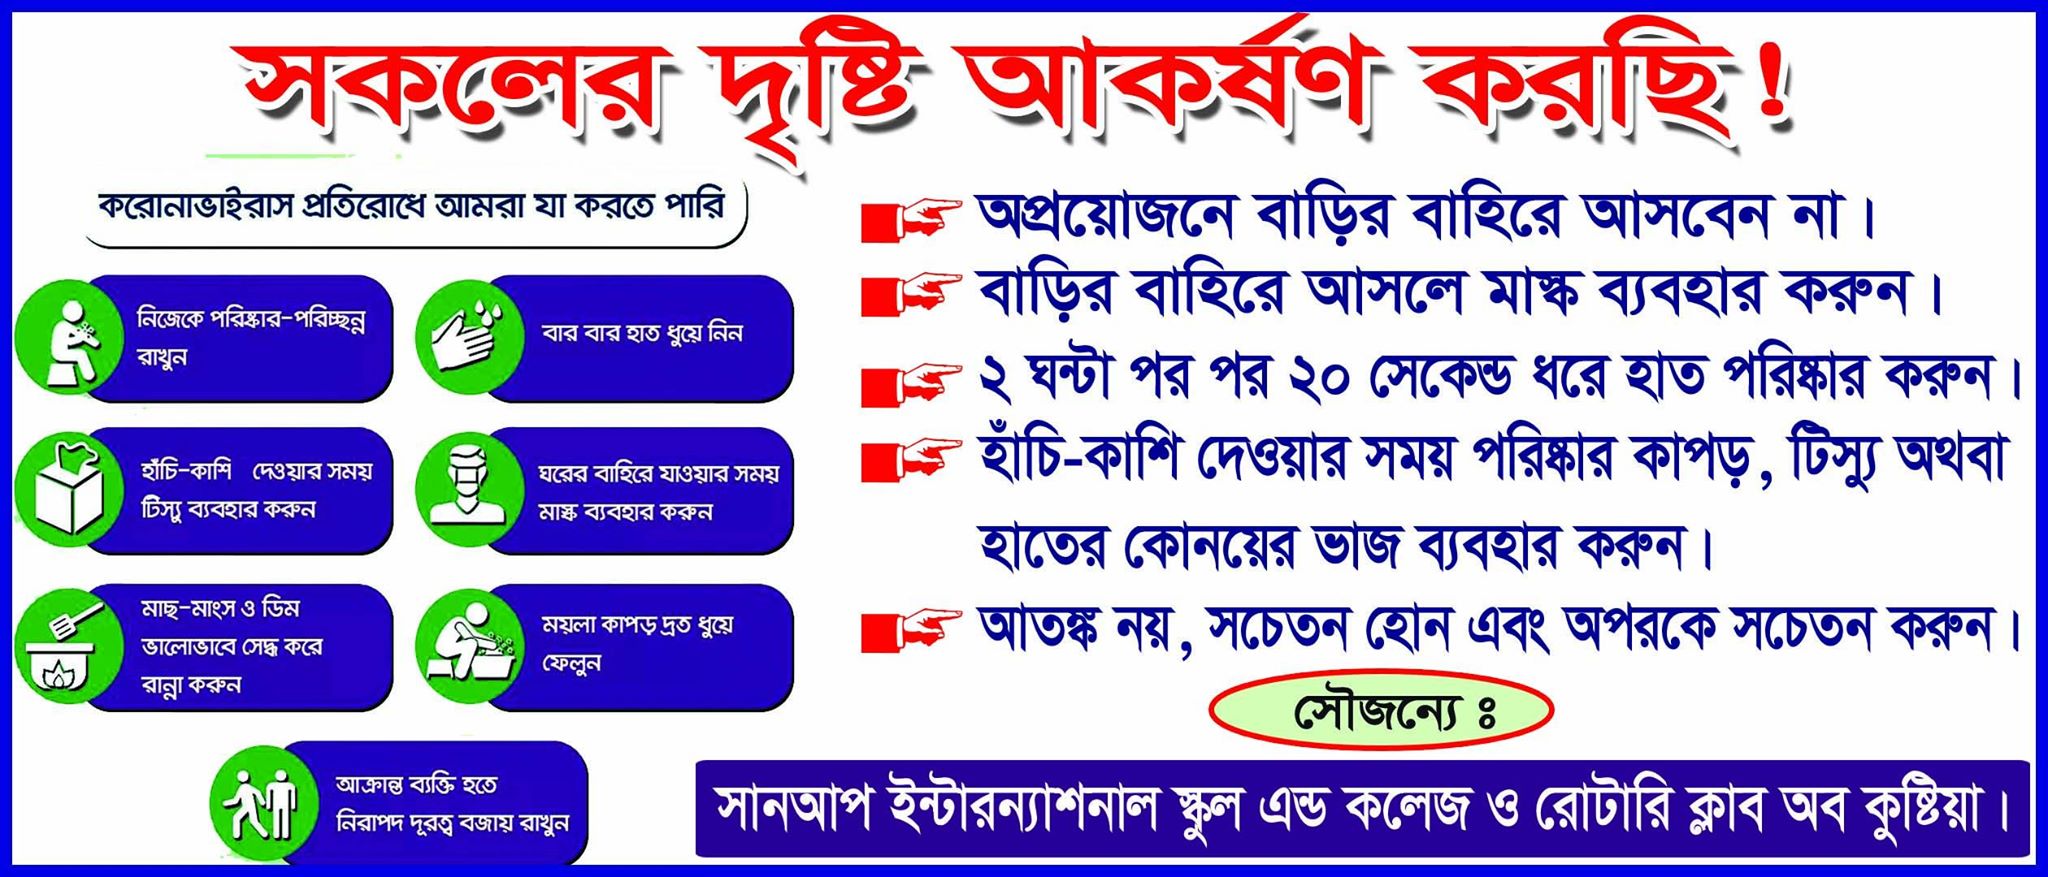 সকলের দৃষ্টি আকর্ষণ করছি!
করোনাভাইরাস প্রতিরোধে আমরা যা করতে পারি
নিজেকে পরিষ্কার-পরিচ্ছন্ন
রাখুন
বার বার হাত ধুয়ে নিন
হাঁচি-কাশি দেওয়ার সময়
টিস্যু ব্যবহার করুন
ঘরের বাহিরে যাওয়ার সময়
মাস্ক ব্যবহার করুন
মাছ-মাংস ও ডিম
ভালোভাবে সেদ্ধ করে
রান্না করুন
ময়লা কাপড় দ্রত ধুয়ে
ফেলুন
আক্রান্ত ব্যক্তি হতে
নিরাপদ দূরত্ব বজায় রাখুন
অপ্রয়োজনে বাড়ির বাহিরে আসবেন না।
বাড়ির বাহিরে আসলে মাস্ক ব্যবহার করুন।
২ ঘন্টা পর পর ২০ সেকেন্ড ধরে হাত পরিষ্কার করুন।
হাঁচি-কাশি দেওয়ার সময় পরিষ্কার কাপড়, টিস্যু অথবা
হাতের কোনয়ের ভাজ ব্যবহার করুন।
আতঙ্ক নয়, সচেতন হোন এবং অপরকে সচেতন করুন।
সৌজন্যে ঃ
সানআপ ইন্টারন্যাশনাল স্কুল এন্ড কলেজ ও রোটারি ক্লাব অব কুষ্টিয়া।